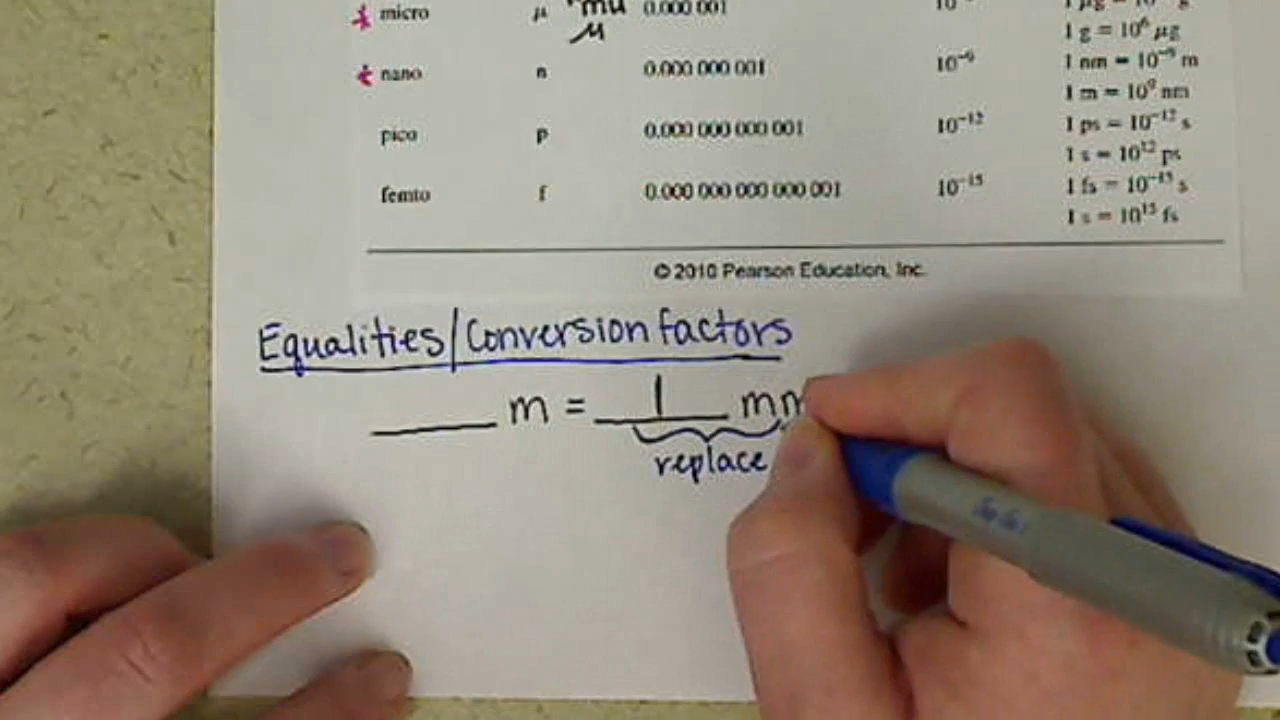 micro μ "mu 0.000 001
μ 1 g = 10⁶ μg
nano n 0.000 000 001 10⁻⁹ 1 nm = 10⁻⁹ m
1 m = 10⁹ nm
pico p 0.000 000 000 001 10⁻¹² 1 ps = 10⁻¹² s
1 s = 10¹² ps
femto f 0.000 000 000 000 001 10⁻¹⁵ 1 fs = 10⁻¹⁵ s
1 s = 10¹⁵ fs
© 2010 Pearson Education, Inc.
Equalities/Conversion factors
____ m = __1__ mm
replace